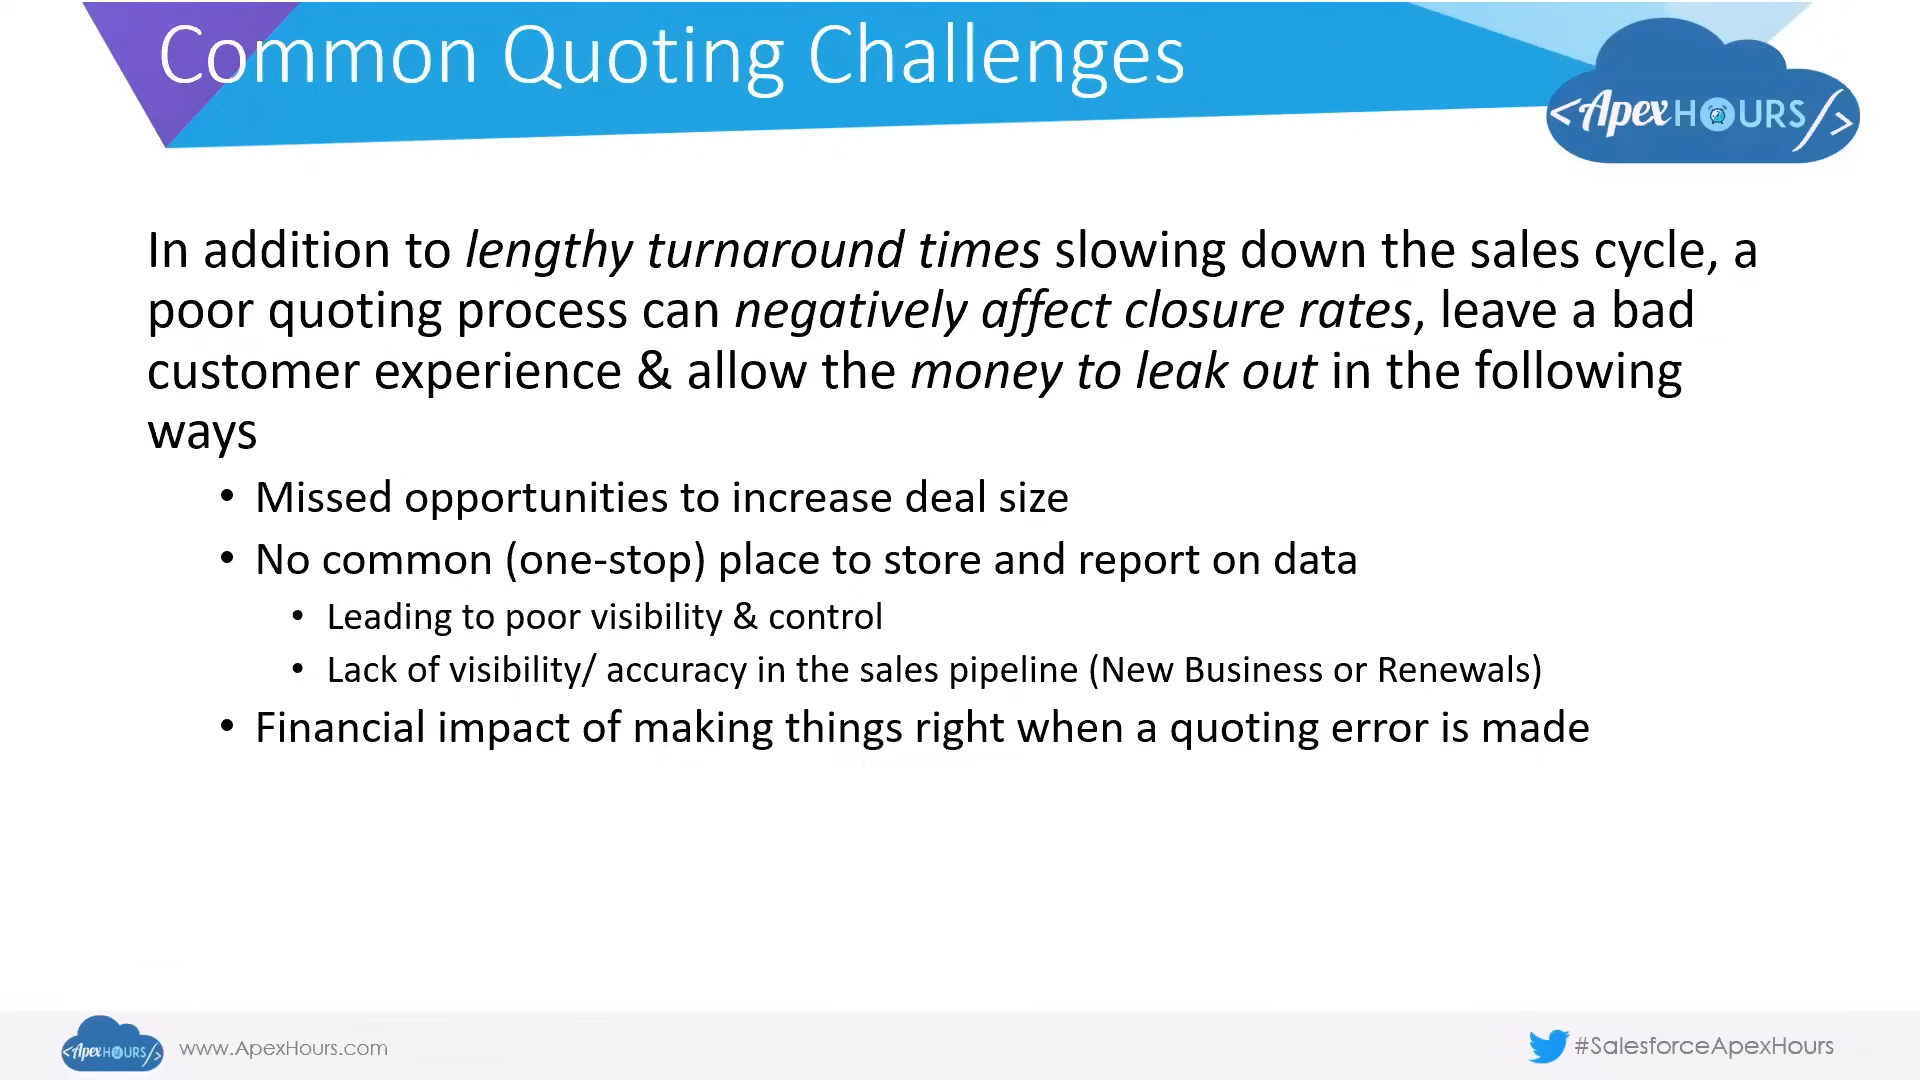 Common Quoting Challenges
<ApexHOURS/>
In addition to lengthy turnaround times slowing down the sales cycle, a
poor quoting process can negatively affect closure rates, leave a bad
customer experience & allow the money to leak out in the following
ways
• Missed opportunities to increase deal size
• No common (one-stop) place to store and report on data
• Leading to poor visibility & control
• Lack of visibility/ accuracy in the sales pipeline (New Business or Renewals)
• Financial impact of making things right when a quoting error is made
<ApexHOURS/>
www.ApexHours.com
#SalesforceApexHours